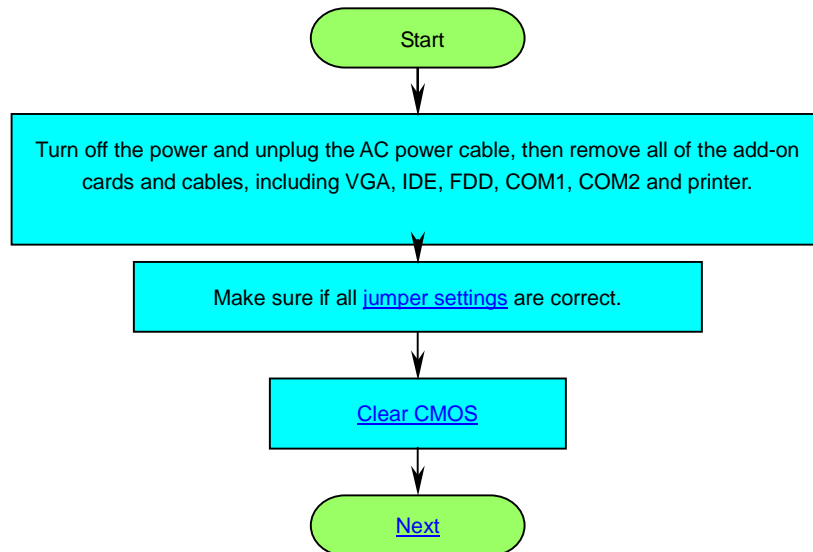 Start
Turn off the power and unplug the AC power cable, then remove all of the add-on
cards and cables, including VGA, IDE, FDD, COM1, COM2 and printer.
Make sure if all jumper settings are correct.
Clear CMOS
Next